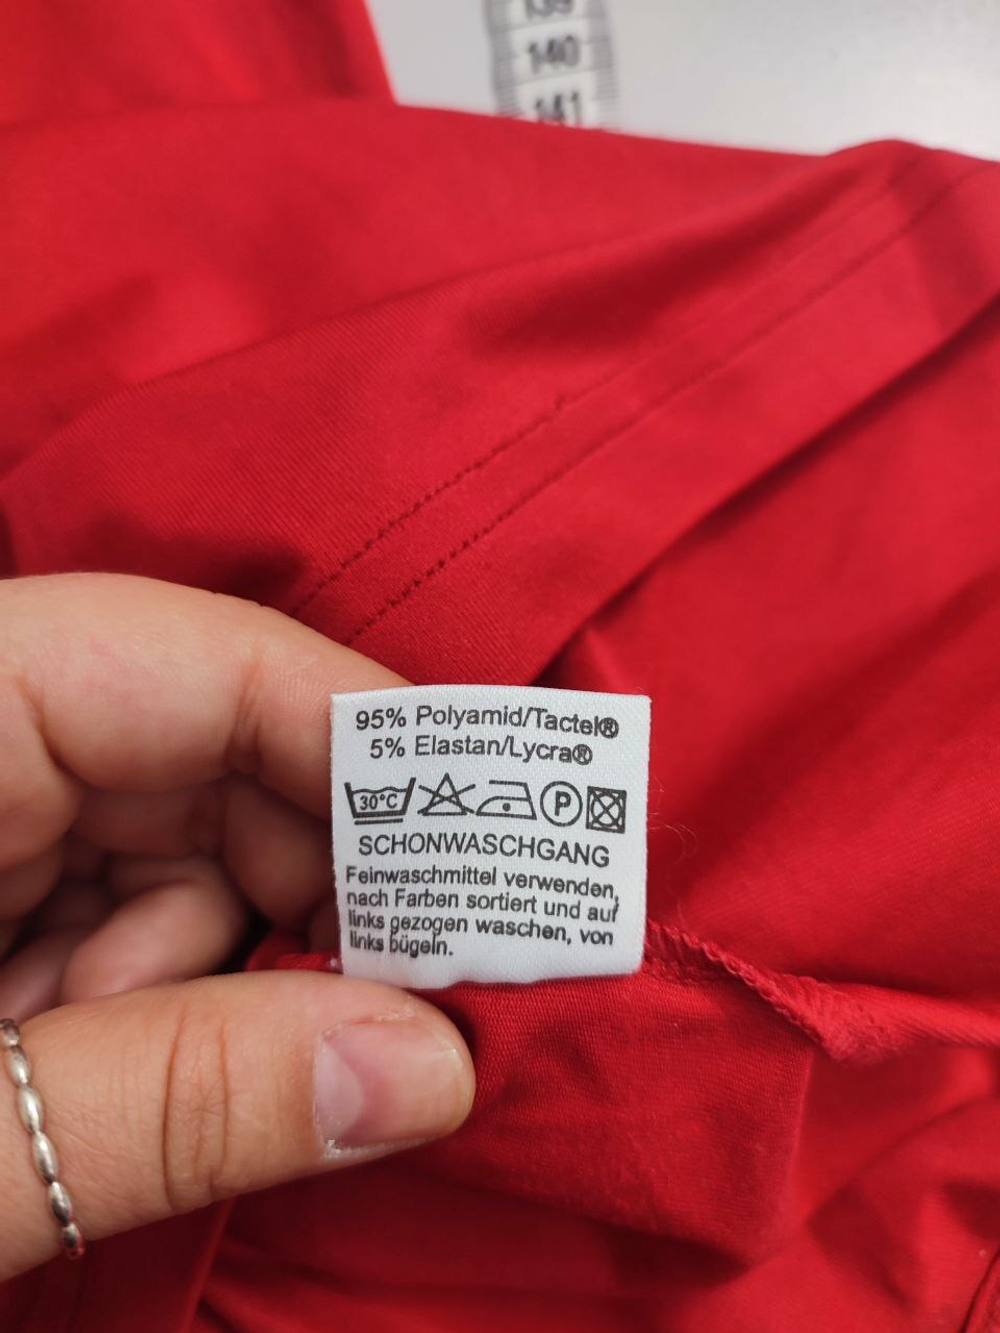 139
140
141
95% Polyamid/Tactel®
5% Elastan/Lycra®
30°C P
SCHONWASCHGANG
Feinwaschmittel verwenden,
nach Farben sortiert und auf
links gezogen waschen, von
links bügeln.